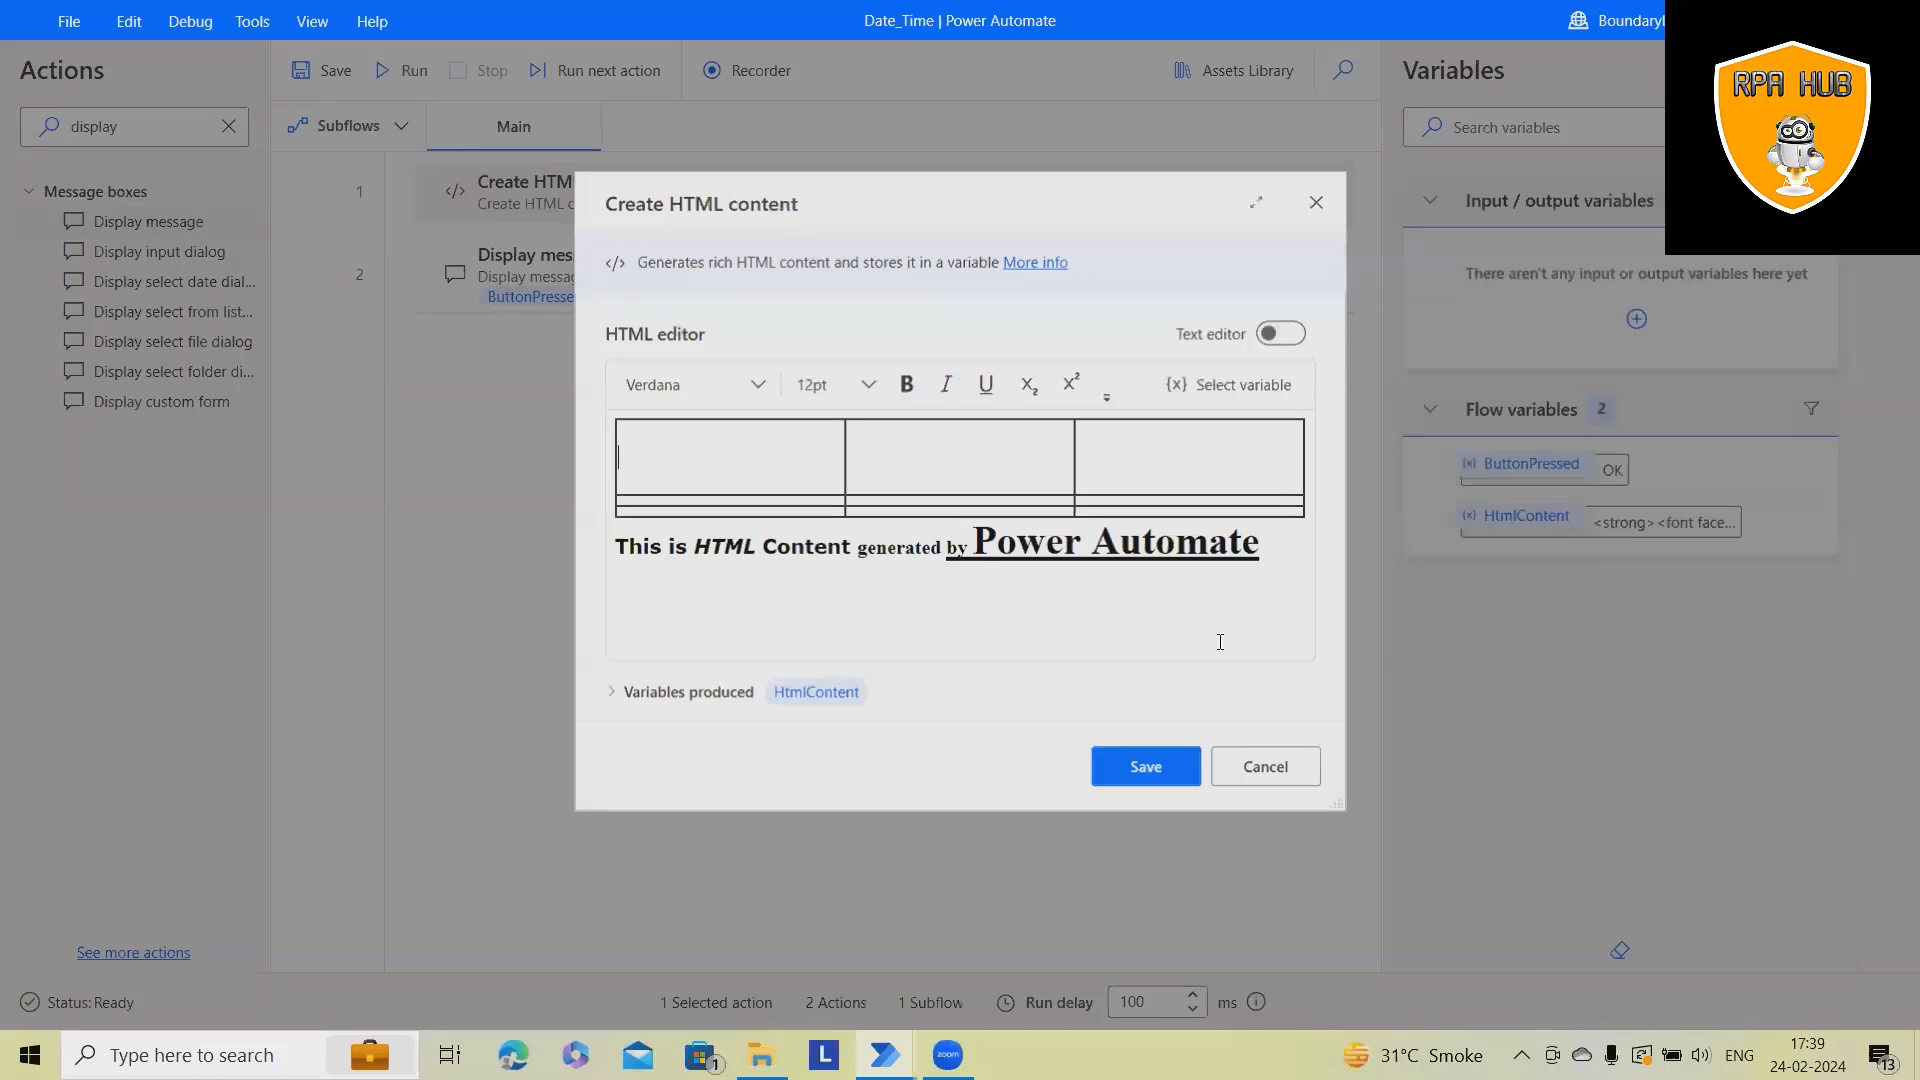 File Edit Debug Tools View Help Date_Time | Power Automate
RPA HUB
Actions Save Run Stop Run next action Recorder Assets Library Variables
display Subflows Main Search variables
Message boxes
Display message
Display input dialog
Display select date dial...
Display select from list...
Display select file dialog
Display select folder di...
Display custom form
See more actions
1
Create HTM
Create HTML c
2
Display mes
Display messag
ButtonPresse
Create HTML content
</> Generates rich HTML content and stores it in a variable More info
HTML editor Text editor
Verdana 12pt B I U X2 X2 {x} Select variable
This is HTML Content generated by Power Automate
Variables produced HtmlContent
Save Cancel
Input / output variables
There aren't any input or output variables here yet
Flow variables 2
ButtonPressed OK
{x} HtmlContent <strong><font face...
Status: Ready 1 Selected action 2 Actions 1 Subflow Run delay 100 ms
Type here to search 1 L zoom 31°C Smoke ENG 17:39
24-02-2024 13